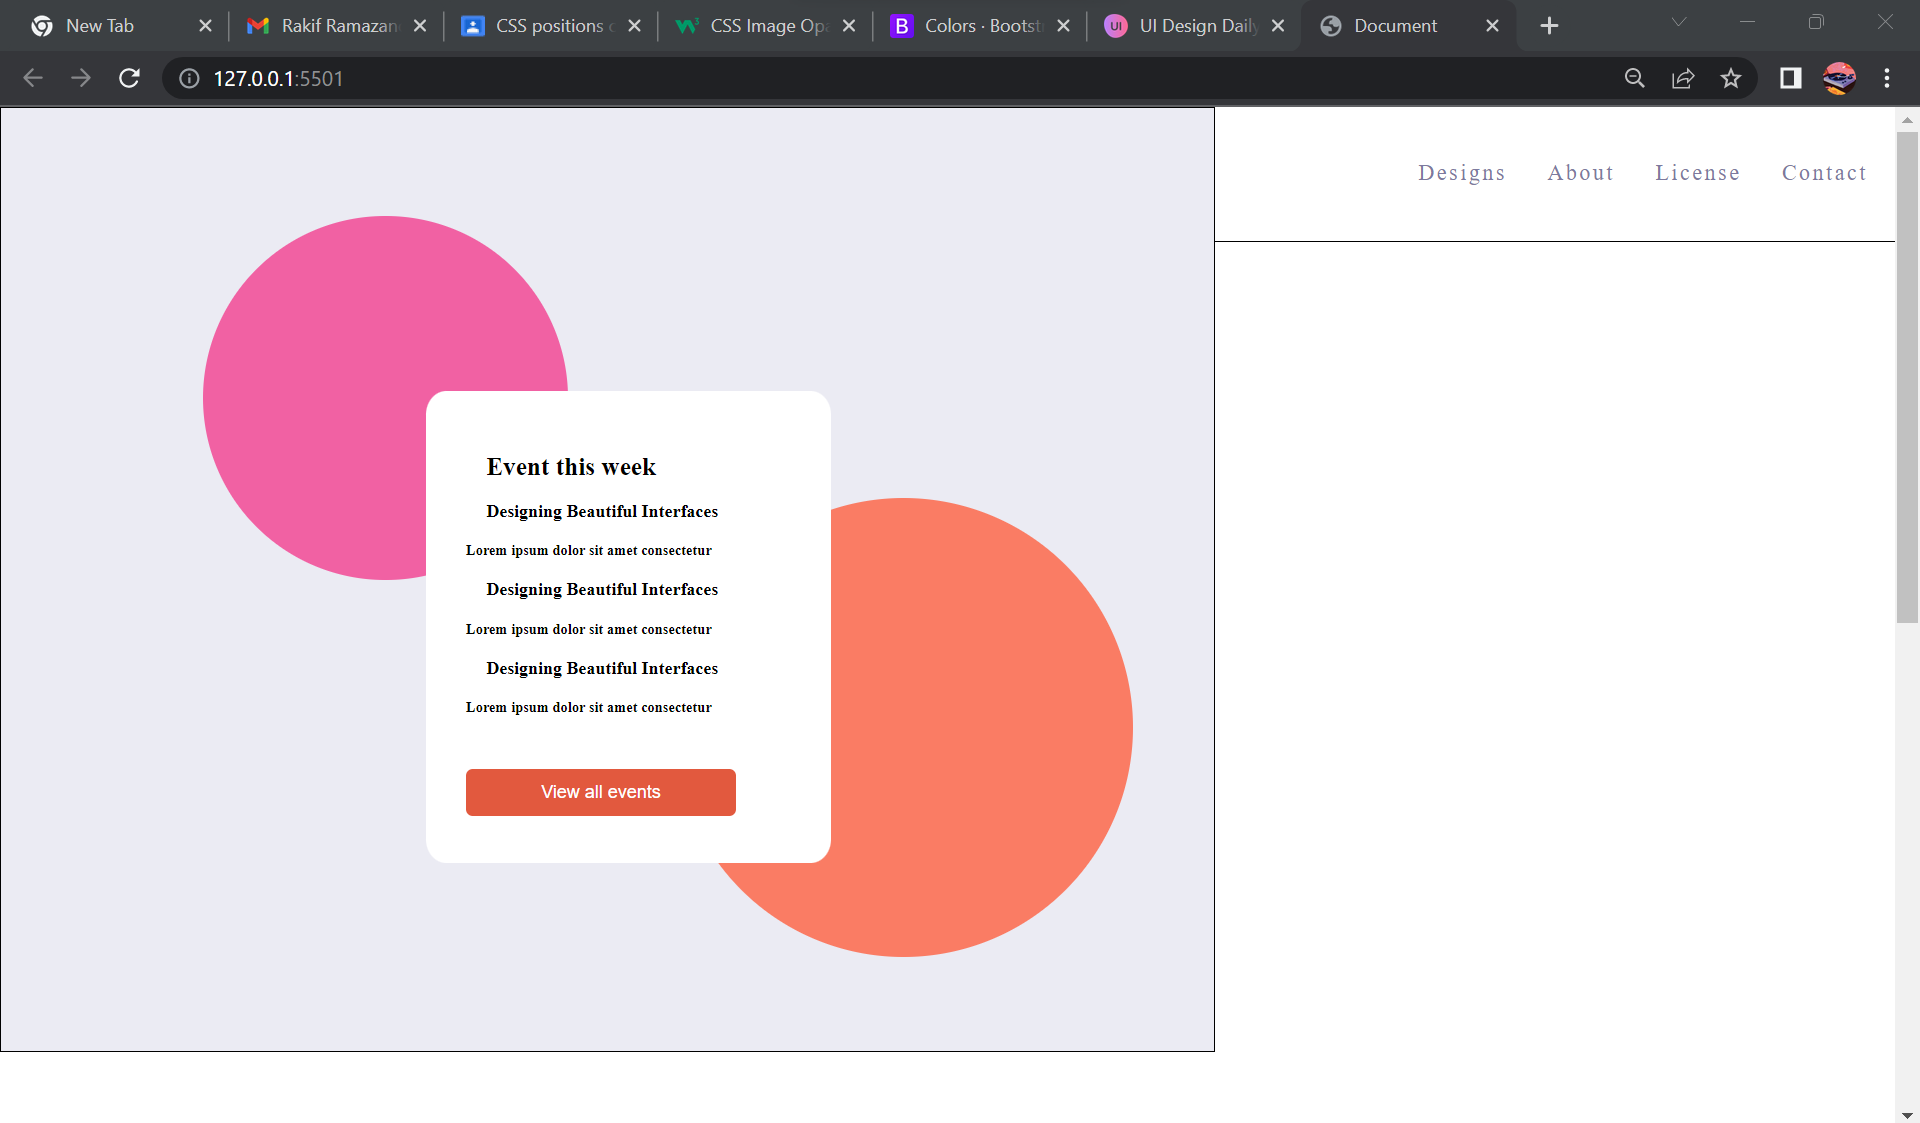 New Tab
Rakif Ramazan
CSS positions
CSS Image Op
Colors · Bootst
UI Design Daily
Document
127.0.0.1:5501
Designs About License Contact
Event this week
Designing Beautiful Interfaces
Lorem ipsum dolor sit amet consectetur
Designing Beautiful Interfaces
Lorem ipsum dolor sit amet consectetur
Designing Beautiful Interfaces
Lorem ipsum dolor sit amet consectetur
View all events